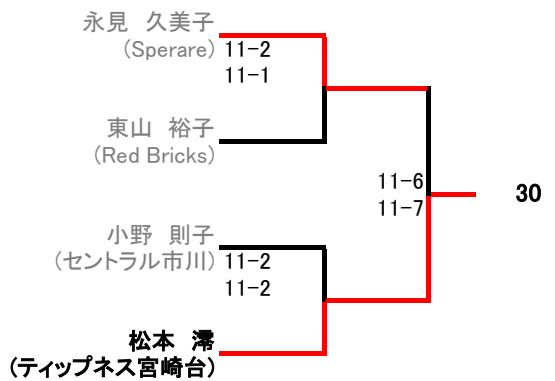 永見　久美子
(Sperare)
11-2
11-1
東山　裕子
(Red Bricks)
11-6
11-7
30
小野　則子
(セントラル市川)
11-2
11-2
松本　澪
(ティップネス宮崎台)